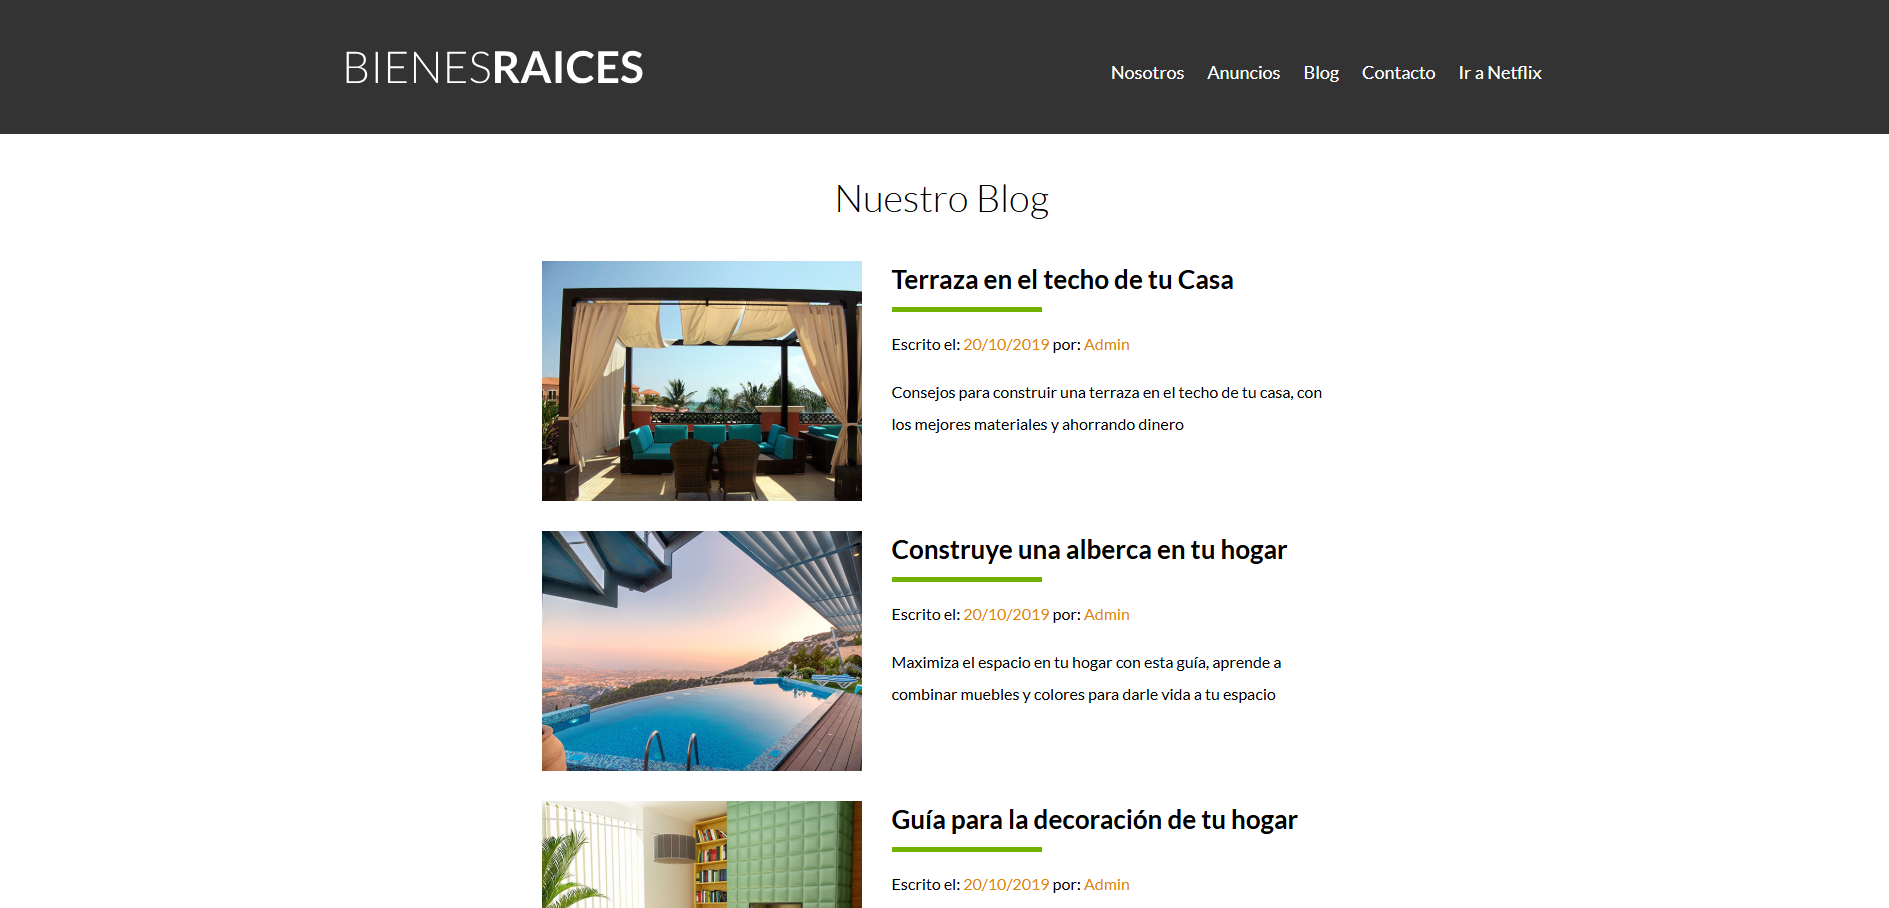 BIENESRAICES
Nosotros Anuncios Blog Contacto Ir a Netflix
Nuestro Blog
Terraza en el techo de tu Casa
Escrito el: 20/10/2019 por: Admin
Consejos para construir una terraza en el techo de tu casa, con
los mejores materiales y ahorrando dinero
Construye una alberca en tu hogar
Escrito el: 20/10/2019 por: Admin
Maximiza el espacio en tu hogar con esta guía, aprende a
combinar muebles y colores para darle vida a tu espacio
Guía para la decoración de tu hogar
Escrito el: 20/10/2019 por: Admin